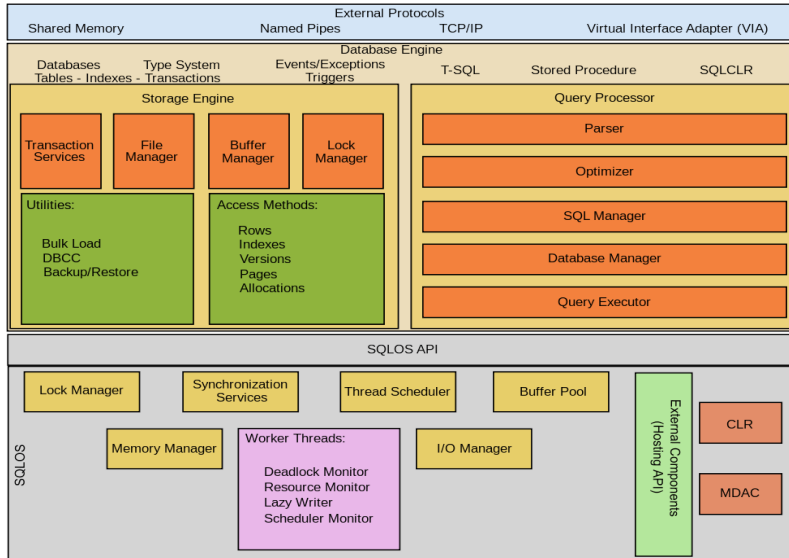 External Protocols
Shared Memory
Named Pipes
TCP/IP
Virtual Interface Adapter (VIA)
Database Engine
Databases
Type System
Events/Exceptions
T-SQL
Stored Procedure
SQLCLR
Tables - Indexes - Transactions
Triggers
Storage Engine
Transaction
Services
File
Manager
Buffer
Manager
Lock
Manager
Utilities:
Bulk Load
DBCC
Backup/Restore
Access Methods:
Rows
Indexes
Versions
Pages
Allocations
Query Processor
Parser
Optimizer
SQL Manager
Database Manager
Query Executor
SQLOS API
SQLOS
Lock Manager
Synchronization
Services
Thread Scheduler
Buffer Pool
Memory Manager
Worker Threads:
Deadlock Monitor
Resource Monitor
Lazy Writer
Scheduler Monitor
I/O Manager
External Components
(Hosting API)
CLR
MDAC